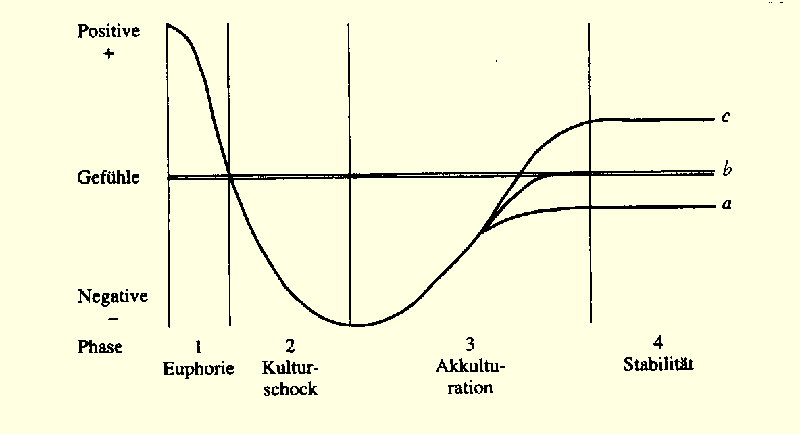 Positive
+
c
b
Gefühle
a
Negative
–
Phase 1 2 3 4
Euphorie Kultur- Akkultu- Stabilität
schock ration